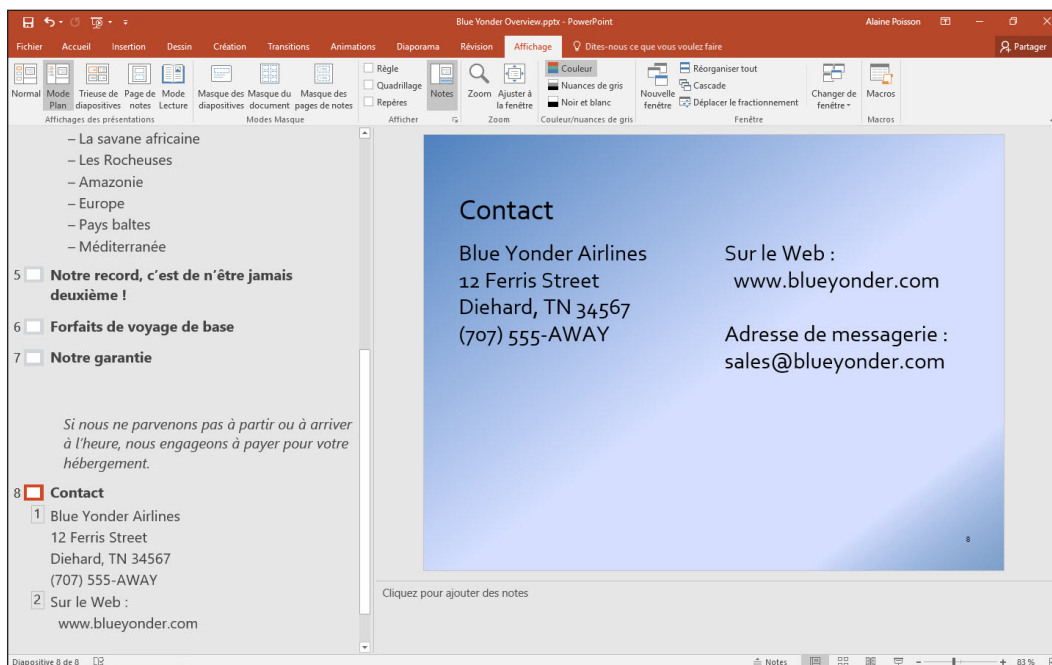 Blue Yonder Overview.pptx - PowerPoint
Alaine Poisson
Fichier Accueil Insertion Dessin Création Transitions Animations Diaporama Révision Affichage Dites-nous ce que vous voulez faire Partager
Normal
Mode Plan
Trieuse de diapositives
Page de notes
Mode Lecture
Affichages des présentations
Masque des diapositives
Masque du document
Masque des pages de notes
Modes Masque
Règle
Quadrillage
Repères
Notes
Afficher
Zoom
Ajuster à la fenêtre
Zoom
Couleur
Nuances de gris
Noir et blanc
Couleur/nuances de gris
Nouvelle fenêtre
Réorganiser tout
Cascade
Déplacer le fractionnement
Changer de fenêtre
Fenêtre
Macros
Macros
– La savane africaine
– Les Rocheuses
– Amazonie
– Europe
– Pays baltes
– Méditerranée
5 Notre record, c’est de n’être jamais
deuxième !
6 Forfaits de voyage de base
7 Notre garantie
Si nous ne parvenons pas à partir ou à arriver
à l’heure, nous engageons à payer pour votre
hébergement.
8 Contact
1 Blue Yonder Airlines
12 Ferris Street
Diehard, TN 34567
(707) 555-AWAY
2 Sur le Web :
www.blueyonder.com
Contact
Blue Yonder Airlines
12 Ferris Street
Diehard, TN 34567
(707) 555-AWAY
Sur le Web :
www.blueyonder.com
Adresse de messagerie :
sales@blueyonder.com
8
Cliquez pour ajouter des notes
Diapositive 8 de 8
Notes
83 %